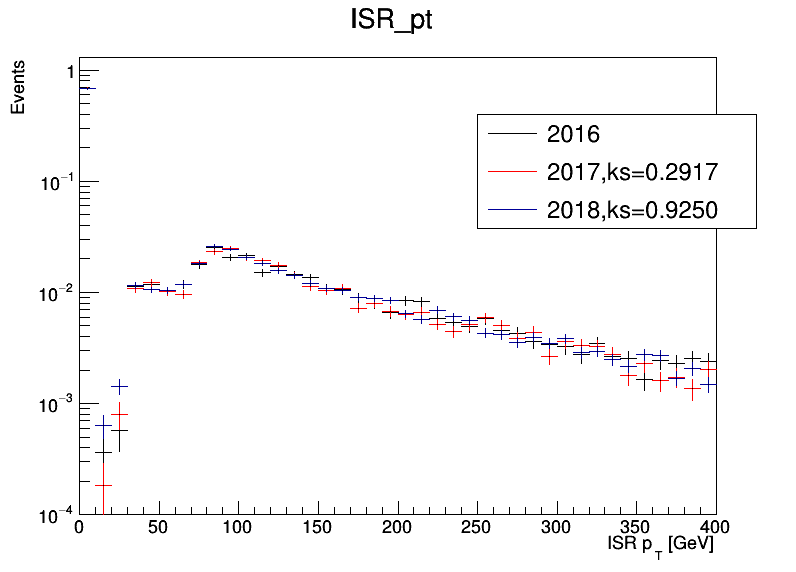 ISR_pt
Events
1
10⁻¹
10⁻²
10⁻³
10⁻⁴
2016
2017,ks=0.2917
2018,ks=0.9250
0 50 100 150 200 250 300 350 400
ISR p_T [GeV]